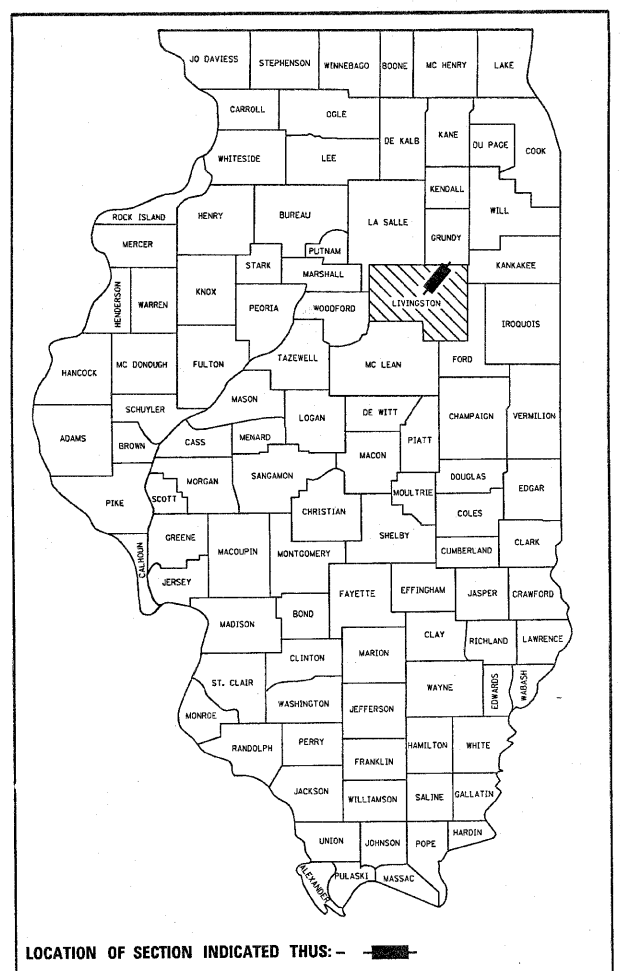 JO DAVIESS STEPHENSON WINNEBAGO BOONE MC HENRY LAKE
CARROLL OGLE
DE KALB KANE DU PAGE COOK
WHITESIDE LEE
KENDALL WILL
ROCK ISLAND HENRY BUREAU LA SALLE GRUNDY
MERCER PUTNAM
STARK MARSHALL KANKAKEE
HENDERSON WARREN KNOX PEORIA WOODFORD LIVINGSTON IROQUOIS
FORD
HANCOCK MC DONOUGH FULTON TAZEWELL MC LEAN
MASON
SCHUYLER LOGAN DE WITT CHAMPAIGN VERMILION
ADAMS BROWN CASS MENARD MACON PIATT
PIKE SCOTT MORGAN SANGAMON MOULTRIE DOUGLAS EDGAR
CHRISTIAN COLES
CALHOUN GREENE MACOUPIN MONTGOMERY SHELBY CUMBERLAND CLARK
JERSEY
FAYETTE EFFINGHAM JASPER CRAWFORD
MADISON BOND
CLAY RICHLAND LAWRENCE
CLINTON MARION
ST. CLAIR WAYNE EDWARDS WABASH
WASHINGTON JEFFERSON
MONROE
RANDOLPH PERRY HAMILTON WHITE
FRANKLIN
JACKSON WILLIAMSON SALINE GALLATIN
UNION JOHNSON POPE HARDIN
ALEXANDER PULASKI MASSAC
LOCATION OF SECTION INDICATED THUS: -